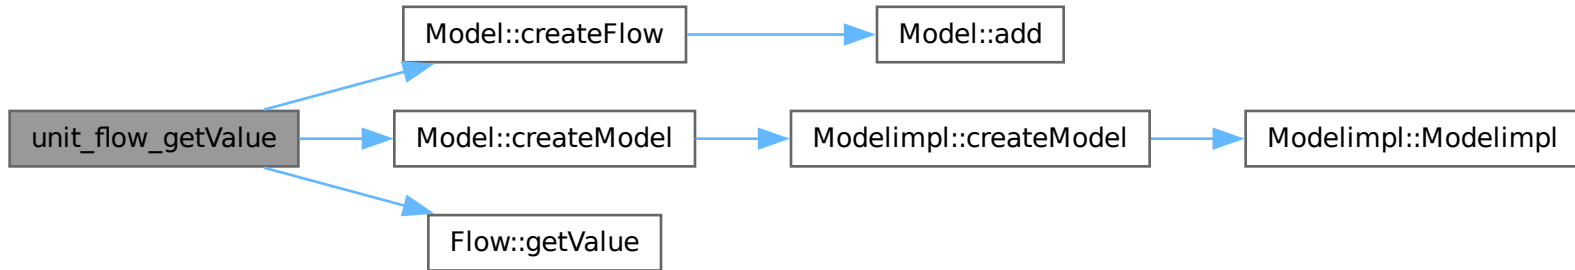 Model::createFlow
Model::add
unit_flow_getValue
Model::createModel
Modelimpl::createModel
Modelimpl::Modelimpl
Flow::getValue